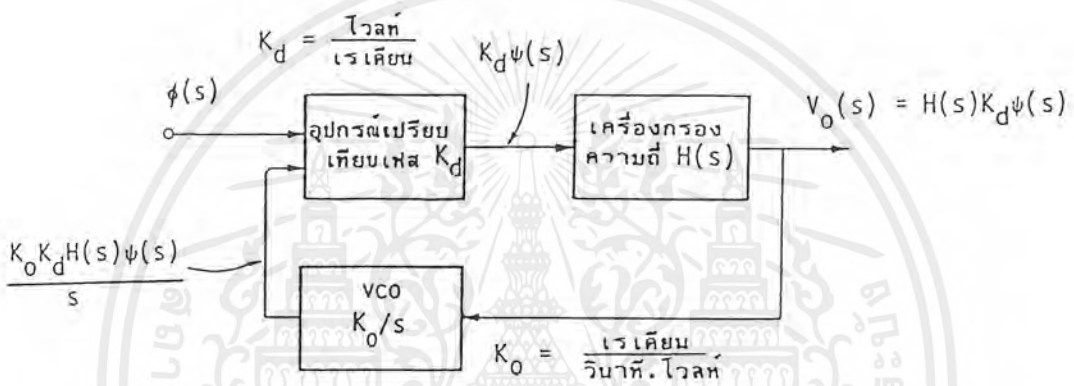 K_d = โวลท์ / เรเดียน
K_dψ(s)
ϕ(s)
V_o(s) = H(s)K_dψ(s)
อุปกรณ์เปรียบ
เทียบเฟส K_d
เครื่องกรอง
ความถี่ H(s)
K_oK_dH(s)ψ(s) / s
VCO
K_o/s
K_o = เรเดียน / วินาที.โวลท์